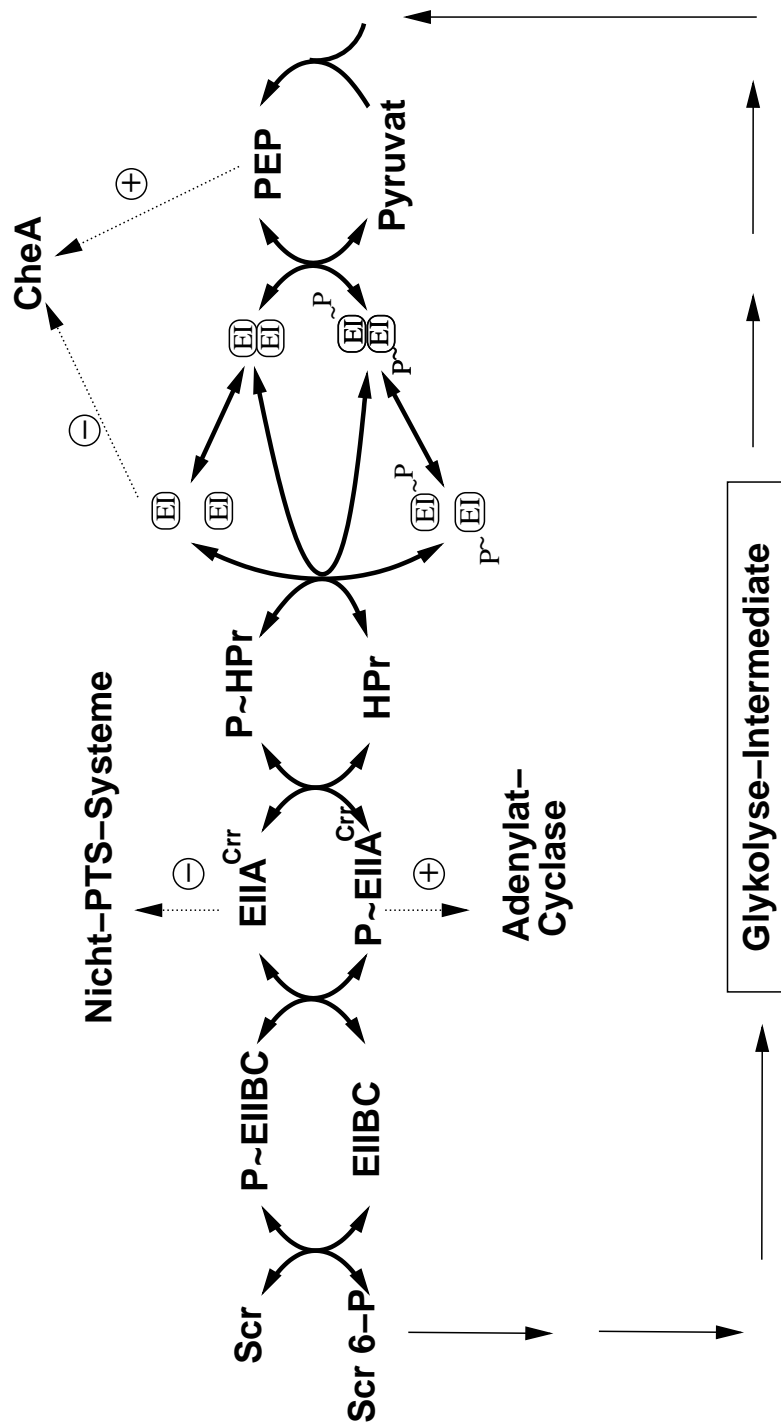 CheA
−
+
Nicht–PTS–Systeme
−
EI
EI
EI
EI
Scr
P~EIIBC
EIIA Crr
P~HPr
PEP
~P
EI
EI
P~
~P
EI
EI
P~
Scr 6–P
EIIBC
P~EIIA Crr
HPr
Pyruvat
+
Adenylat–
Cyclase
Glykolyse–Intermediate